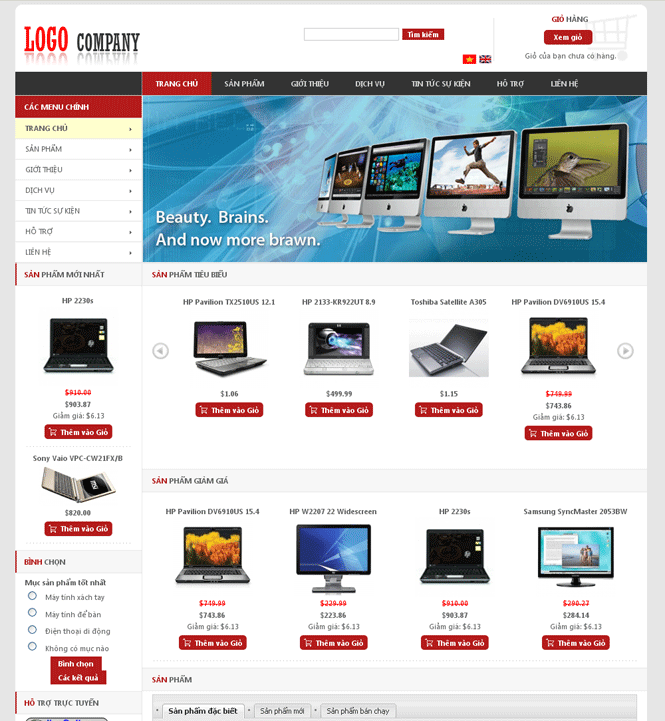 LOGO COMPANY
Tìm kiếm
GIỎ HÀNG
Xem giỏ
Giỏ của bạn chưa có hàng.
TRANG CHỦ SẢN PHẨM GIỚI THIỆU DỊCH VỤ TIN TỨC SỰ KIỆN HỖ TRỢ LIÊN HỆ
CÁC MENU CHÍNH
TRANG CHỦ
SẢN PHẨM
GIỚI THIỆU
DỊCH VỤ
TIN TỨC SỰ KIỆN
HỖ TRỢ
LIÊN HỆ
Beauty. Brains.
And now more brawn.
SẢN PHẨM MỚI NHẤT
HP 2230s
$910.00
$903.87
Giảm giá: $6.13
Thêm vào Giỏ
Sony Vaio VPC-CW21FX/B
$820.00
Thêm vào Giỏ
BÌNH CHỌN
Mục sản phẩm tốt nhất
Máy tính xách tay
Máy tính để bàn
Điện thoại di động
Không có mục nào
Bình chọn
Các kết quả
HỖ TRỢ TRỰC TUYẾN
SẢN PHẨM TIÊU BIỂU
HP Pavilion TX2510US 12.1 HP 2133-KR922UT 8.9 Toshiba Satellite A305 HP Pavilion DV6910US 15.4
$1.06 $499.99 $1.15 $749.99
$743.86
Giảm giá: $6.13
Thêm vào Giỏ Thêm vào Giỏ Thêm vào Giỏ Thêm vào Giỏ
SẢN PHẨM GIẢM GIÁ
HP Pavilion DV6910US 15.4 HP W2207 22 Widescreen HP 2230s Samsung SyncMaster 2053BW
$749.99 $229.99 $910.00 $290.27
$743.86 $223.86 $903.87 $284.14
Giảm giá: $6.13 Giảm giá: $6.13 Giảm giá: $6.13 Giảm giá: $6.13
Thêm vào Giỏ Thêm vào Giỏ Thêm vào Giỏ Thêm vào Giỏ
SẢN PHẨM
Sản phẩm đặc biệt Sản phẩm mới Sản phẩm bán chạy